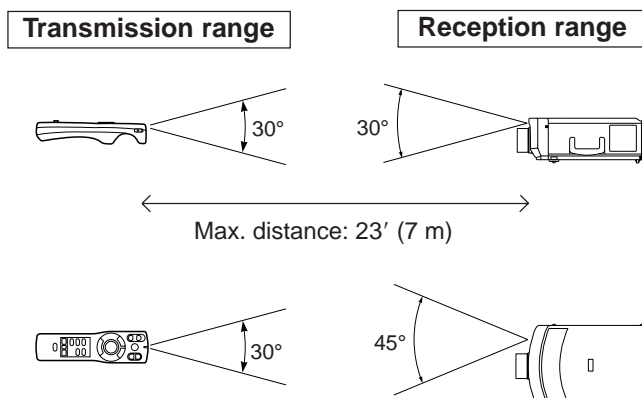 Transmission range
Reception range
30°
30°
Max. distance: 23′ (7 m)
30°
45°